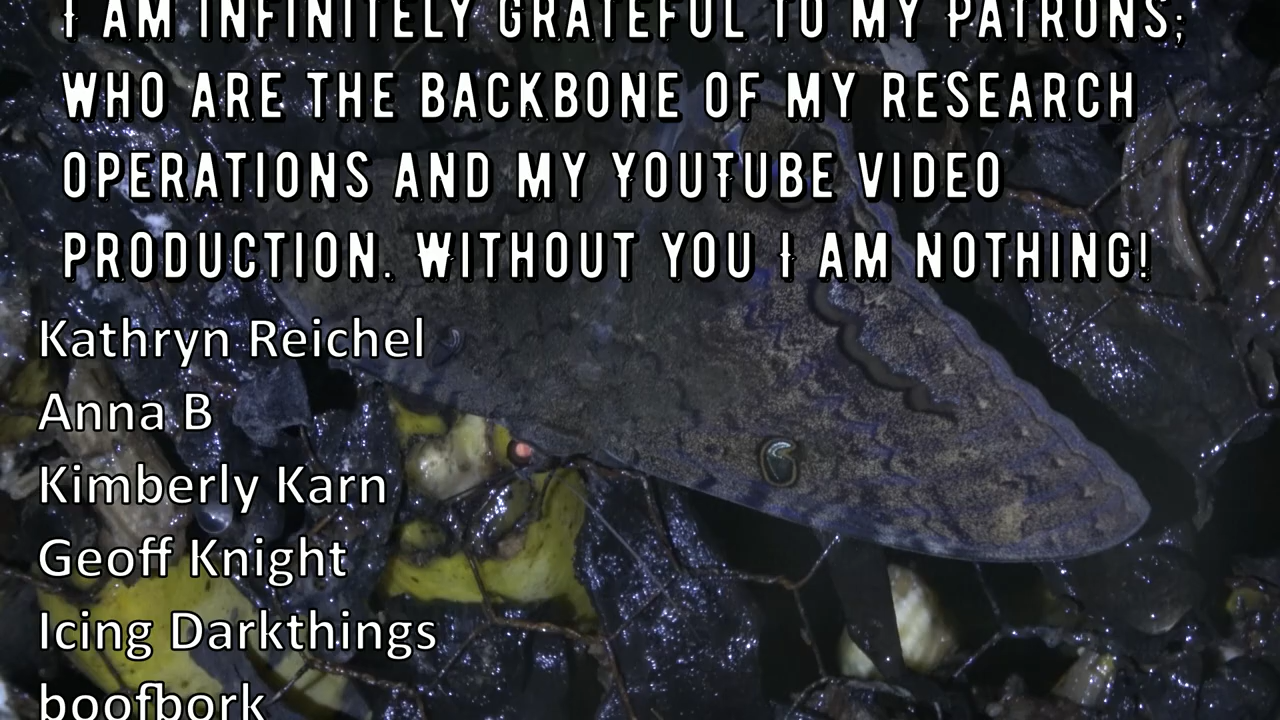 I AM INFINITELY GRATEFUL TO MY PATRONS;
WHO ARE THE BACKBONE OF MY RESEARCH
OPERATIONS AND MY YOUTUBE VIDEO
PRODUCTION. WITHOUT YOU I AM NOTHING!
Kathryn Reichel
Anna B
Kimberly Karn
Geoff Knight
Icing Darkthings
boofbork